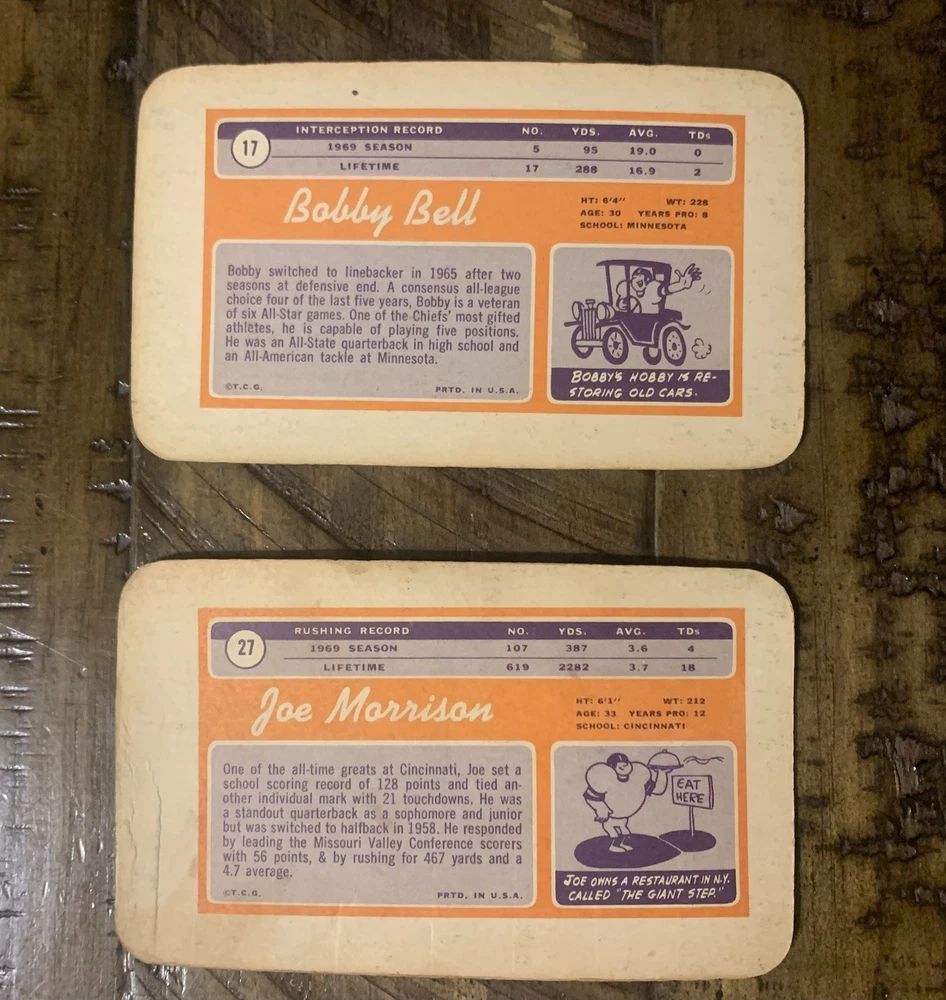 17
INTERCEPTION RECORD NO. YDS. AVG. TDs
1969 SEASON 5 95 19.0 0
LIFETIME 17 288 16.9 2
Bobby Bell
HT: 6'4" WT: 228
AGE: 30 YEARS PRO: 8
SCHOOL: MINNESOTA
Bobby switched to linebacker in 1965 after two
seasons at defensive end. A consensus all-league
choice four of the last five years, Bobby is a veteran
of six All-Star games. One of the Chiefs' most gifted
athletes, he is capable of playing five positions.
He was an All-State quarterback in high school and
an All-American tackle at Minnesota.
©T.C.G. PRTD. IN U.S.A.
BOBBY'S HOBBY IS RE-
STORING OLD CARS.
27
RUSHING RECORD NO. YDS. AVG. TDs
1969 SEASON 107 387 3.6 4
LIFETIME 619 2282 3.7 18
Joe Morrison
HT: 6'1" WT: 212
AGE: 33 YEARS PRO: 12
SCHOOL: CINCINNATI
One of the all-time greats at Cincinnati, Joe set a
school scoring record of 128 points and tied an-
other individual mark with 21 touchdowns. He was
a standout quarterback as a sophomore and junior
but was switched to halfback in 1958. He responded
by leading the Missouri Valley Conference scorers
with 56 points, & by rushing for 467 yards and a
4.7 average.
©T.C.G. PRTD. IN U.S.A.
EAT
HERE
JOE OWNS A RESTAURANT IN N.Y.
CALLED "THE GIANT STEP."